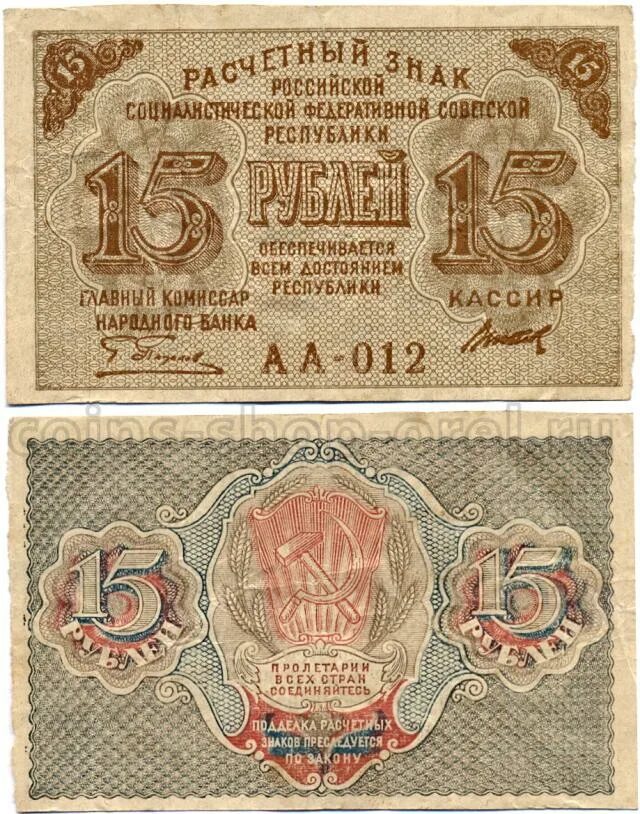 15
15
РАСЧЕТНЫЙ ЗНАК
РОССИЙСКОЙ
СОЦИАЛИСТИЧЕСКОЙ ФЕДЕРАТИВНОЙ СОВЕТСКОЙ
РЕСПУБЛИКИ
15 РУБЛЕЙ 15
ОБЕСПЕЧИВАЕТСЯ
ВСЕМ ДОСТОЯНИЕМ
РЕСПУБЛИКИ
ГЛАВНЫЙ КОМИССАР
НАРОДНОГО БАНКА
КАССИР
АА-012
coins-shop-orel.ru
15
РУБЛЕЙ
15
РУБЛЕЙ
ПРОЛЕТАРИИ
ВСЕХ СТРАН
СОЕДИНЯЙТЕСЬ
ПОДДЕЛКА РАСЧЕТНЫХ
ЗНАКОВ ПРЕСЛЕДУЕТСЯ
ПО ЗАКОНУ